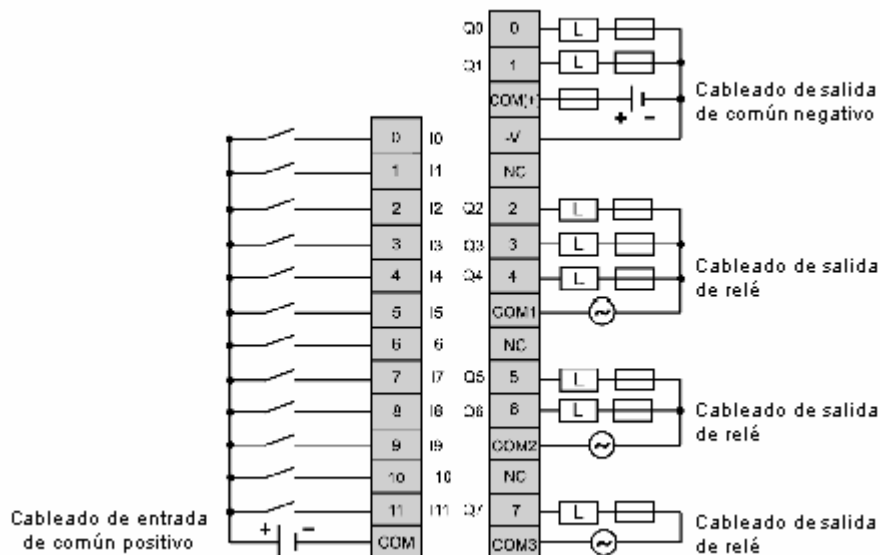 Q0 0 L
Q1 1 L
COM(+) + -
Cableado de salida
de común negativo
0 I0 -V
1 I1 NC
2 I2 Q2 2 L
3 I3 Q3 3 L
4 I4 Q4 4 L
Cableado de salida
de relé
5 I5 COM1 ~
6 6 NC
7 I7 Q5 5 L
8 I8 Q6 6 L
Cableado de salida
de relé
9 I9 COM2 ~
10 10 NC
11 I11 Q7 7 L
Cableado de entrada
de común positivo
+ - COM COM3 ~
Cableado de salida
de relé